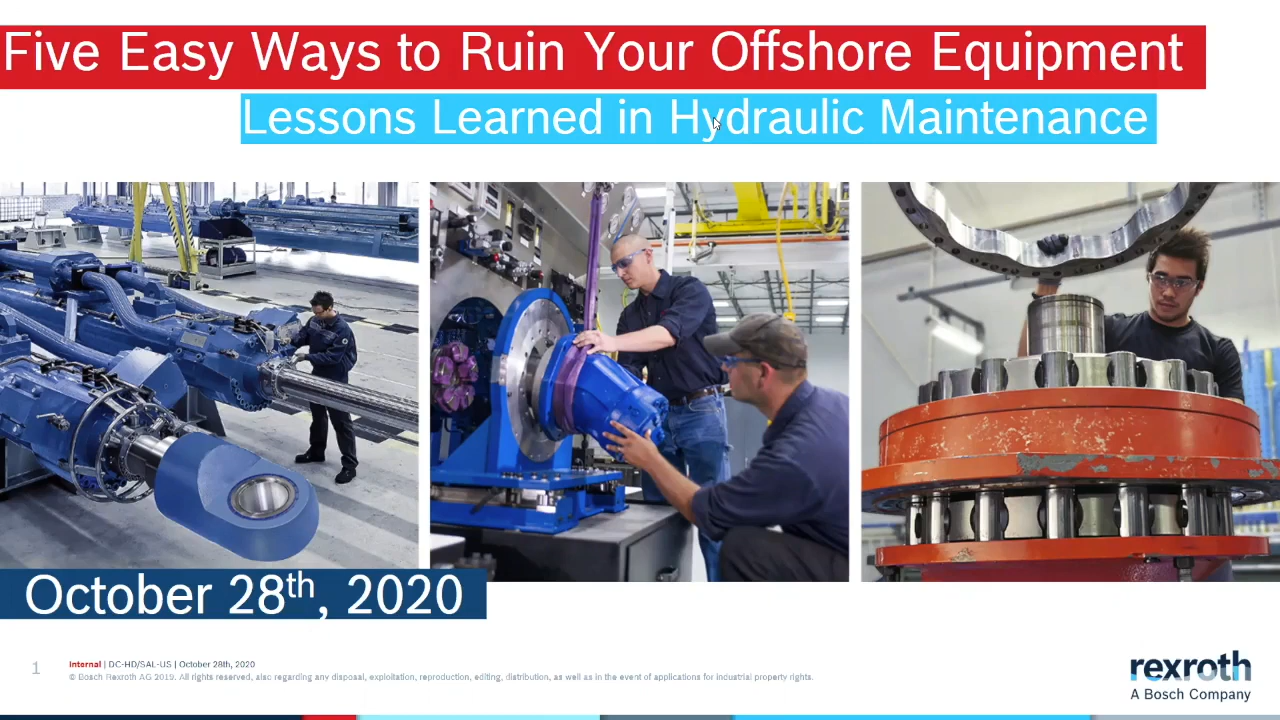 Five Easy Ways to Ruin Your Offshore Equipment
Lessons Learned in Hydraulic Maintenance
October 28th, 2020
1
Internal | DC-HD/SAL-US | October 28th, 2020
© Bosch Rexroth AG 2019. All rights reserved, also regarding any disposal, exploitation, reproduction, editing, distribution, as well as in the event of applications for industrial property rights.
rexroth
A Bosch Company